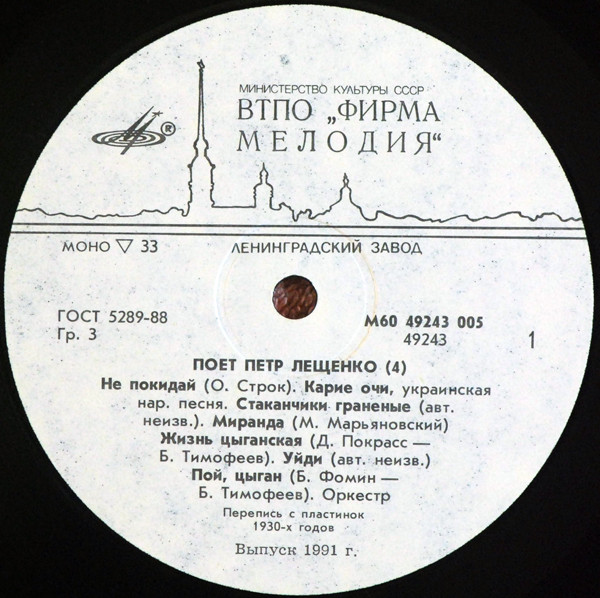 МИНИСТЕРСТВО КУЛЬТУРЫ СССР
ВТПО „ФИРМА
МЕЛОДИЯ“
®
МОНО ▽ 33
ЛЕНИНГРАДСКИЙ ЗАВОД
ГОСТ 5289-88
Гр. 3
М60 49243 005
49243
1
ПОЕТ ПЕТР ЛЕЩЕНКО (4)
Не покидай (О. Строк). Карие очи, украинская
нар. песня. Стаканчики граненые (авт.
неизв.). Миранда (М. Марьяновский)
Жизнь цыганская (Д. Покрасс —
Б. Тимофеев). Уйди (авт. неизв.)
Пой, цыган (Б. Фомин —
Б. Тимофеев). Оркестр
Перепись с пластинок
1930-х годов
Выпуск 1991 г.